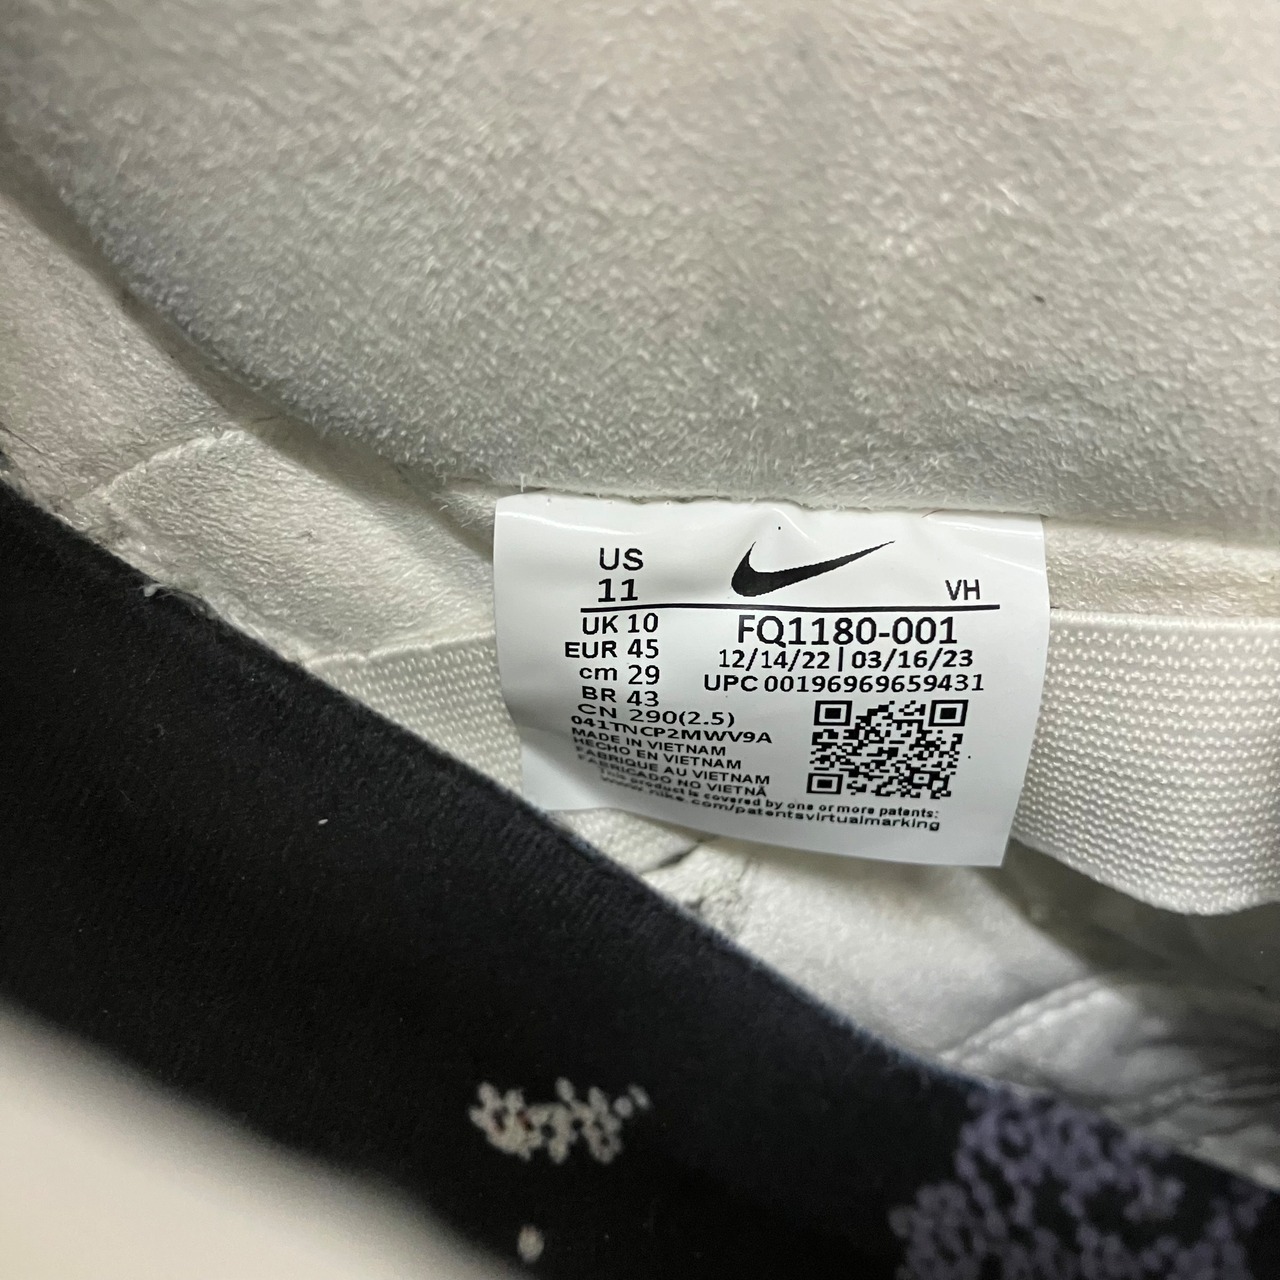 US
11
VH
UK 10
EUR 45
cm 29
BR 43
CN 290(2.5)
FQ1180-001
12/14/22 | 03/16/23
UPC 00196969659431
041TNCP2MWV9A
MADE IN VIETNAM
HECHO EN VIETNAM
FABRIQUE AU VIETNAM
FABRICADO NO VIETNÃ
This product is covered by one or more patents:
www.nike.com/patentsvirtualmarking